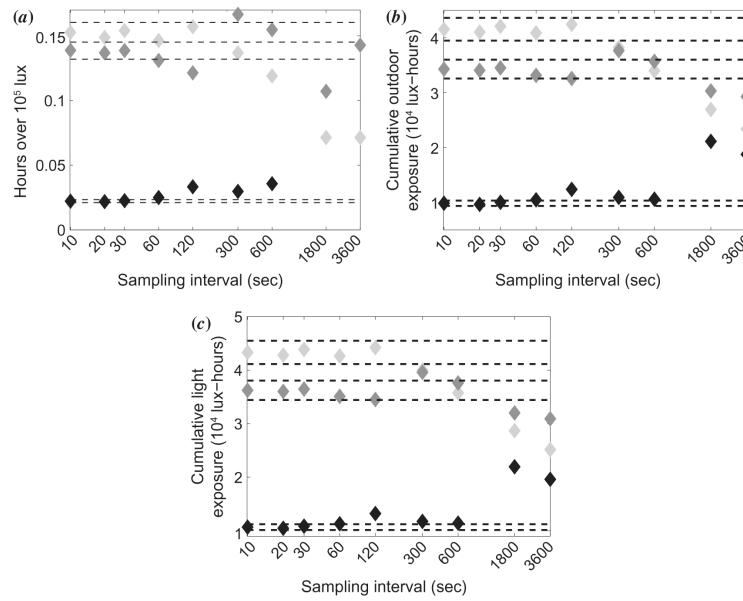 (a)
0.15
0.1
0.05
0
Hours over 10⁵ lux
10 20 30 60 120 300 600 1800 3600
Sampling interval (sec)
(b)
4
3
2
1
Cumulative outdoor
exposure (10⁴ lux−hours)
10 20 30 60 120 300 600 1800 3600
Sampling interval (sec)
(c)
5
4
3
2
1
Cumulative light
exposure (10⁴ lux−hours)
10 20 30 60 120 300 600 1800 3600
Sampling interval (sec)